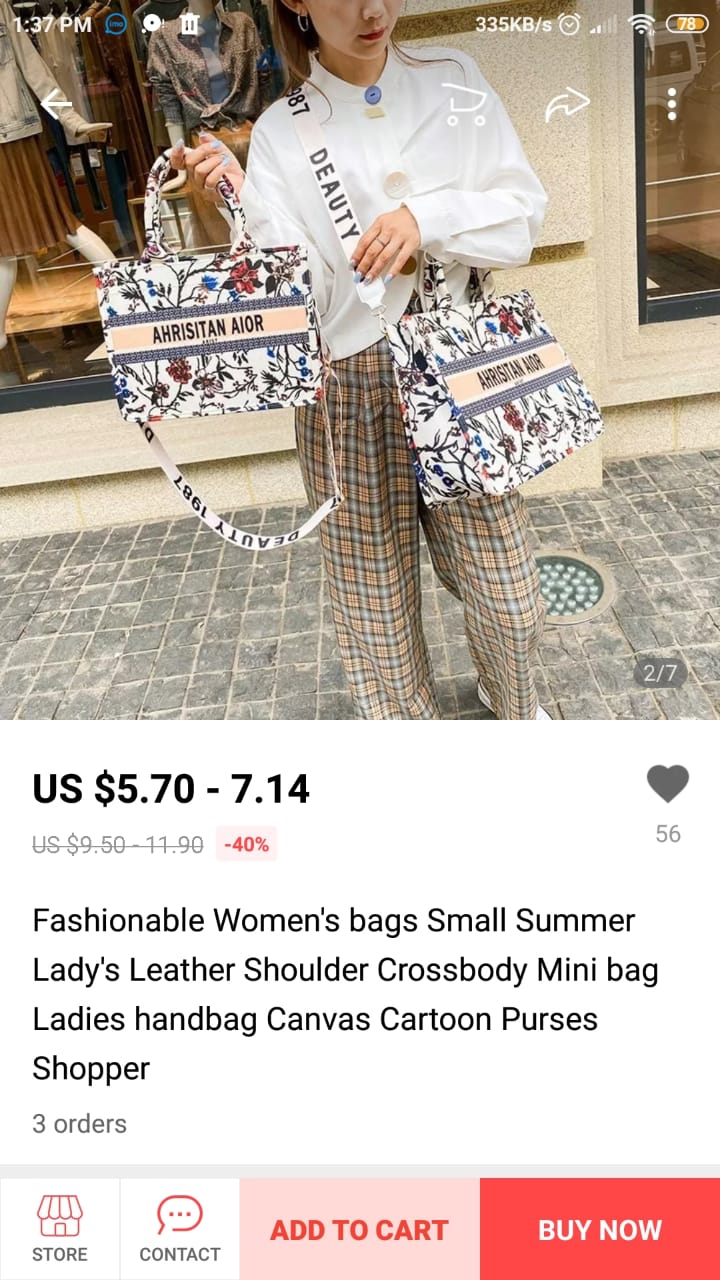 1:37 PM
imo
335KB/s
78
1987
DEAUTY
AHRISITAN AIOR
AHRISITAN AIOR
DEAUTY 1987
D
2/7
US $5.70 - 7.14
US $9.50 - 11.90 -40%
56
Fashionable Women's bags Small Summer
Lady's Leather Shoulder Crossbody Mini bag
Ladies handbag Canvas Cartoon Purses
Shopper
3 orders
STORE
CONTACT
ADD TO CART
BUY NOW